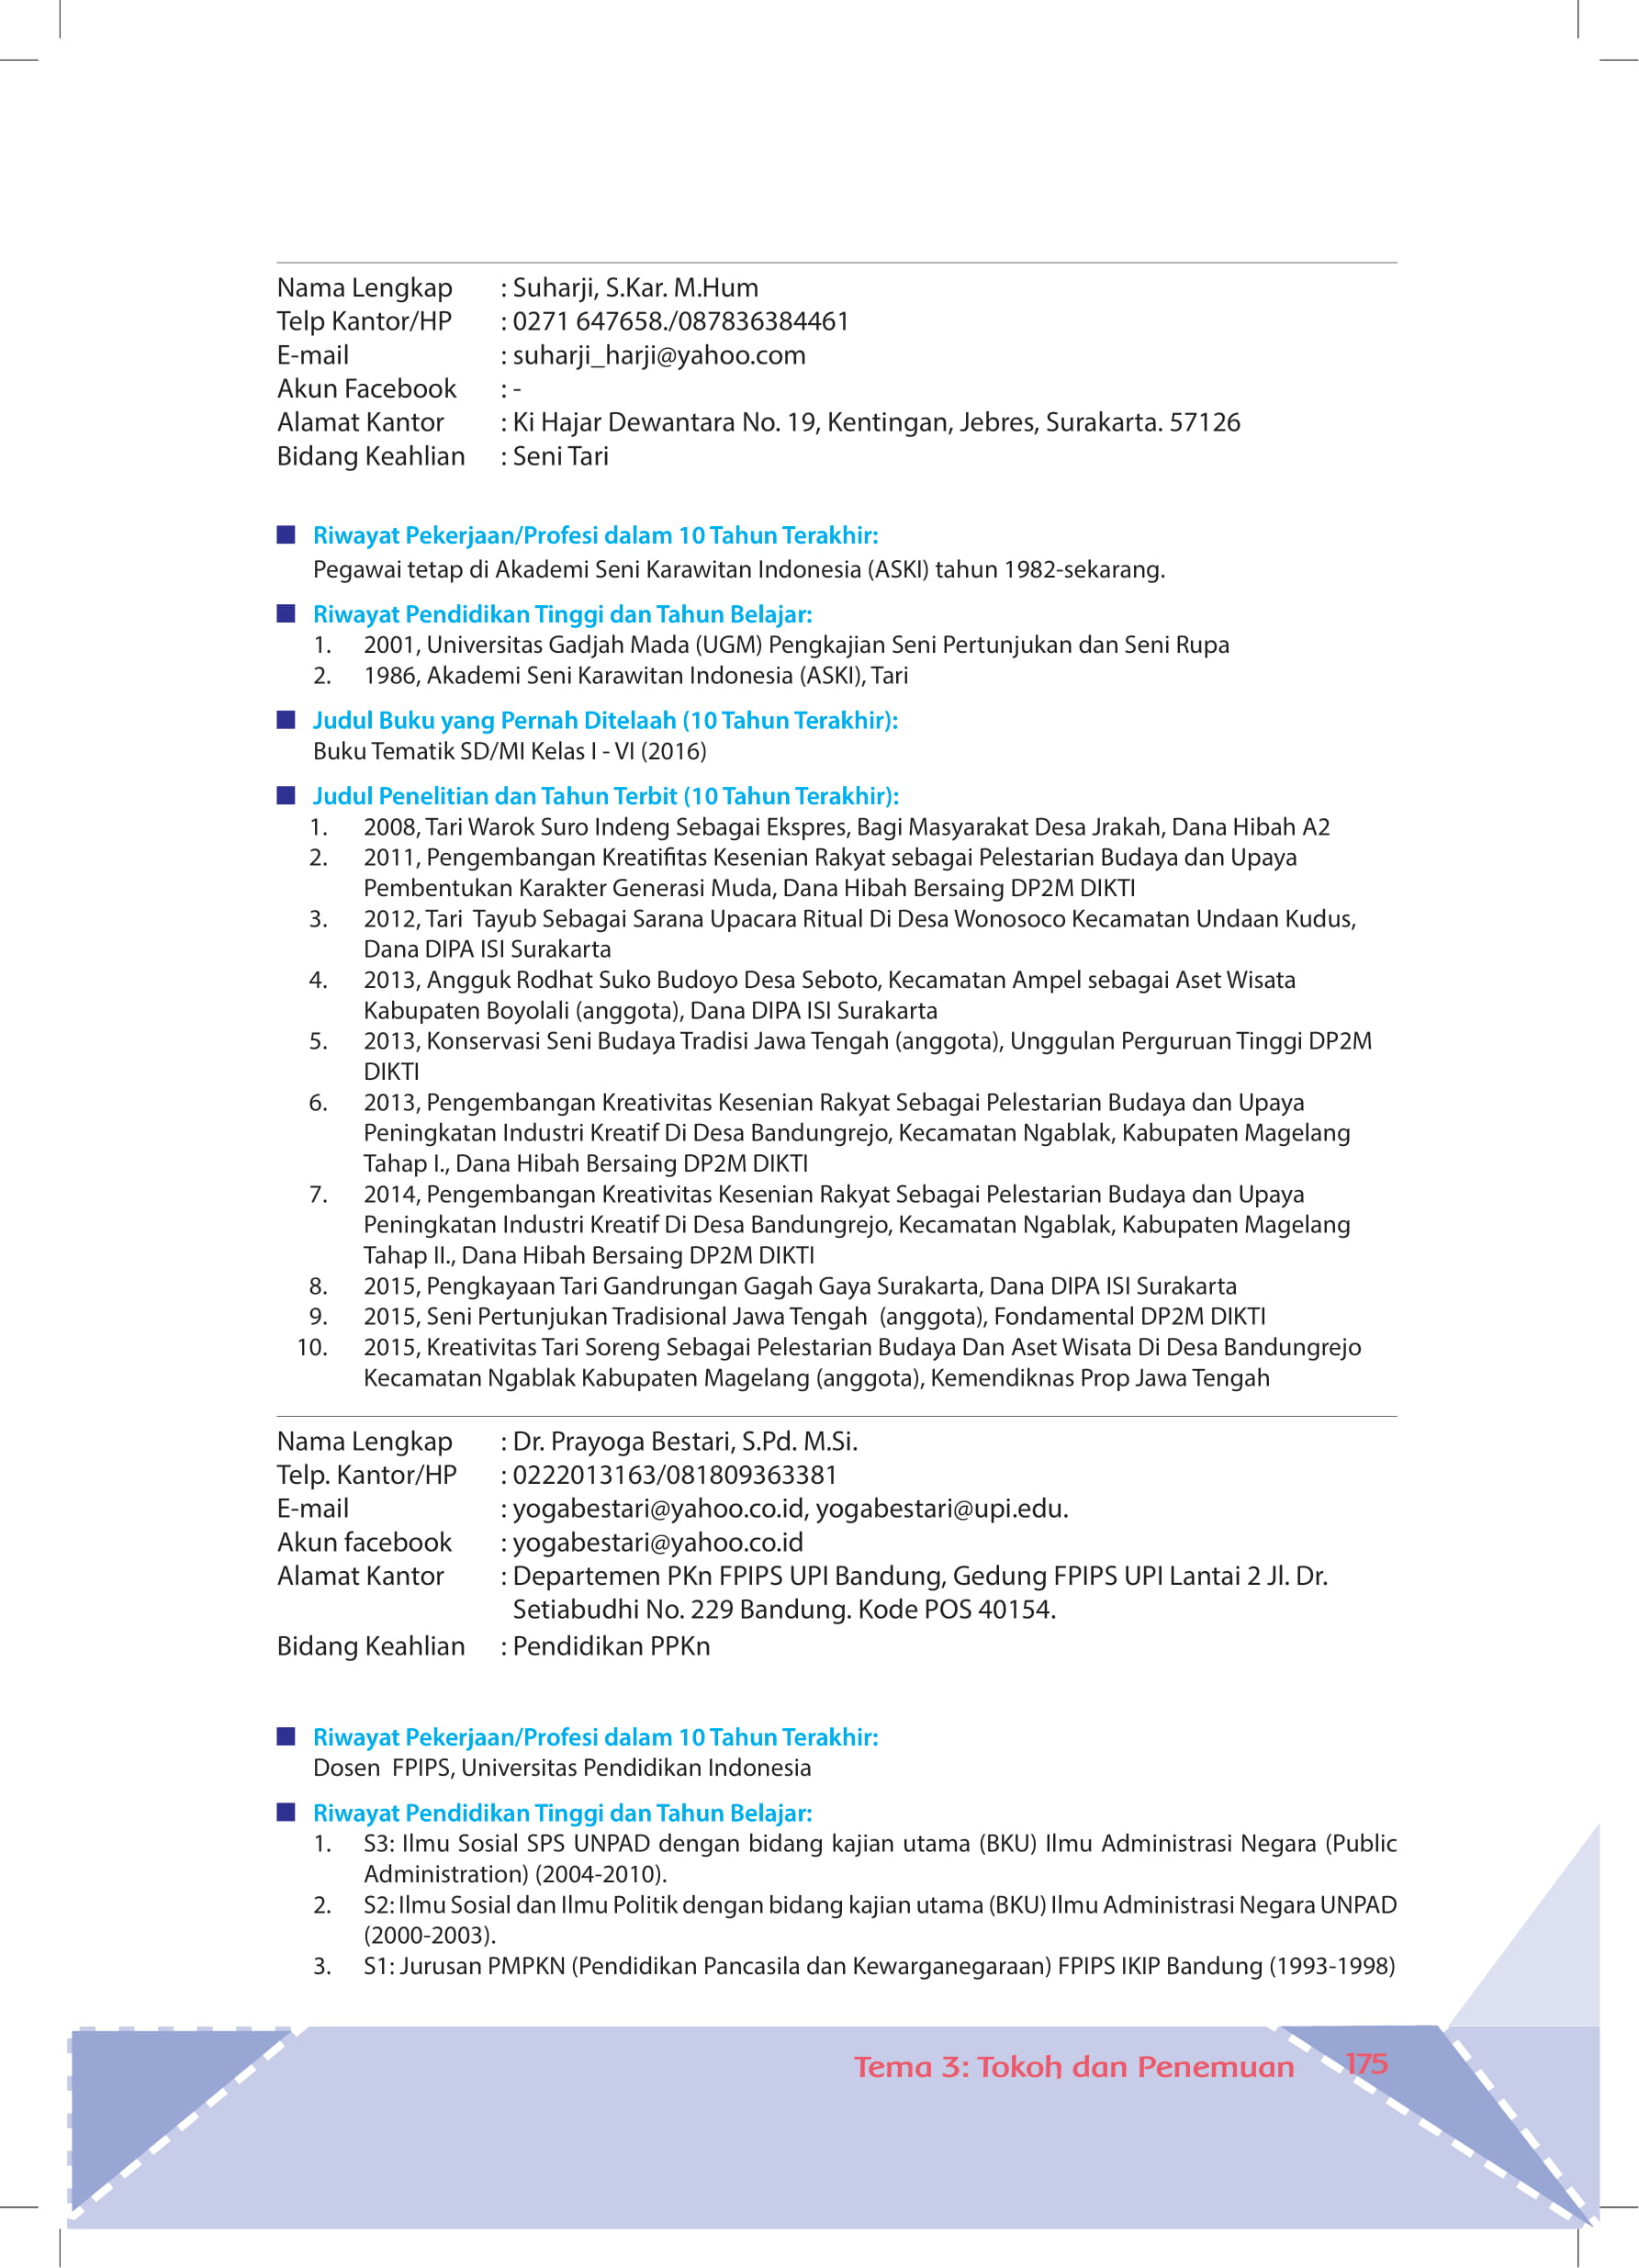 Nama Lengkap : Suharji, S.Kar. M.Hum
Telp Kantor/HP : 0271 647658./087836384461
E-mail : suharji_harji@yahoo.com
Akun Facebook : -
Alamat Kantor : Ki Hajar Dewantara No. 19, Kentingan, Jebres, Surakarta. 57126
Bidang Keahlian : Seni Tari
Riwayat Pekerjaan/Profesi dalam 10 Tahun Terakhir:
Pegawai tetap di Akademi Seni Karawitan Indonesia (ASKI) tahun 1982-sekarang.
Riwayat Pendidikan Tinggi dan Tahun Belajar:
1. 2001, Universitas Gadjah Mada (UGM) Pengkajian Seni Pertunjukan dan Seni Rupa
2. 1986, Akademi Seni Karawitan Indonesia (ASKI), Tari
Judul Buku yang Pernah Ditelaah (10 Tahun Terakhir):
Buku Tematik SD/MI Kelas I - VI (2016)
Judul Penelitian dan Tahun Terbit (10 Tahun Terakhir):
1. 2008, Tari Warok Suro Indeng Sebagai Ekspres, Bagi Masyarakat Desa Jrakah, Dana Hibah A2
2. 2011, Pengembangan Kreatifitas Kesenian Rakyat sebagai Pelestarian Budaya dan Upaya
Pembentukan Karakter Generasi Muda, Dana Hibah Bersaing DP2M DIKTI
3. 2012, Tari Tayub Sebagai Sarana Upacara Ritual Di Desa Wonosoco Kecamatan Undaan Kudus,
Dana DIPA ISI Surakarta
4. 2013, Angguk Rodhat Suko Budoyo Desa Seboto, Kecamatan Ampel sebagai Aset Wisata
Kabupaten Boyolali (anggota), Dana DIPA ISI Surakarta
5. 2013, Konservasi Seni Budaya Tradisi Jawa Tengah (anggota), Unggulan Perguruan Tinggi DP2M
DIKTI
6. 2013, Pengembangan Kreativitas Kesenian Rakyat Sebagai Pelestarian Budaya dan Upaya
Peningkatan Industri Kreatif Di Desa Bandungrejo, Kecamatan Ngablak, Kabupaten Magelang
Tahap I., Dana Hibah Bersaing DP2M DIKTI
7. 2014, Pengembangan Kreativitas Kesenian Rakyat Sebagai Pelestarian Budaya dan Upaya
Peningkatan Industri Kreatif Di Desa Bandungrejo, Kecamatan Ngablak, Kabupaten Magelang
Tahap II., Dana Hibah Bersaing DP2M DIKTI
8. 2015, Pengkayaan Tari Gandrungan Gagah Gaya Surakarta, Dana DIPA ISI Surakarta
9. 2015, Seni Pertunjukan Tradisional Jawa Tengah (anggota), Fondamental DP2M DIKTI
10. 2015, Kreativitas Tari Soreng Sebagai Pelestarian Budaya Dan Aset Wisata Di Desa Bandungrejo
Kecamatan Ngablak Kabupaten Magelang (anggota), Kemendiknas Prop Jawa Tengah
Nama Lengkap : Dr. Prayoga Bestari, S.Pd. M.Si.
Telp. Kantor/HP : 0222013163/081809363381
E-mail : yogabestari@yahoo.co.id, yogabestari@upi.edu.
Akun facebook : yogabestari@yahoo.co.id
Alamat Kantor : Departemen PKn FPIPS UPI Bandung, Gedung FPIPS UPI Lantai 2 Jl. Dr.
Setiabudhi No. 229 Bandung. Kode POS 40154.
Bidang Keahlian : Pendidikan PPKn
Riwayat Pekerjaan/Profesi dalam 10 Tahun Terakhir:
Dosen FPIPS, Universitas Pendidikan Indonesia
Riwayat Pendidikan Tinggi dan Tahun Belajar:
1. S3: Ilmu Sosial SPS UNPAD dengan bidang kajian utama (BKU) Ilmu Administrasi Negara (Public
Administration) (2004-2010).
2. S2: Ilmu Sosial dan Ilmu Politik dengan bidang kajian utama (BKU) Ilmu Administrasi Negara UNPAD
(2000-2003).
3. S1: Jurusan PMPKN (Pendidikan Pancasila dan Kewarganegaraan) FPIPS IKIP Bandung (1993-1998)
Tema 3: Tokoh dan Penemuan 175